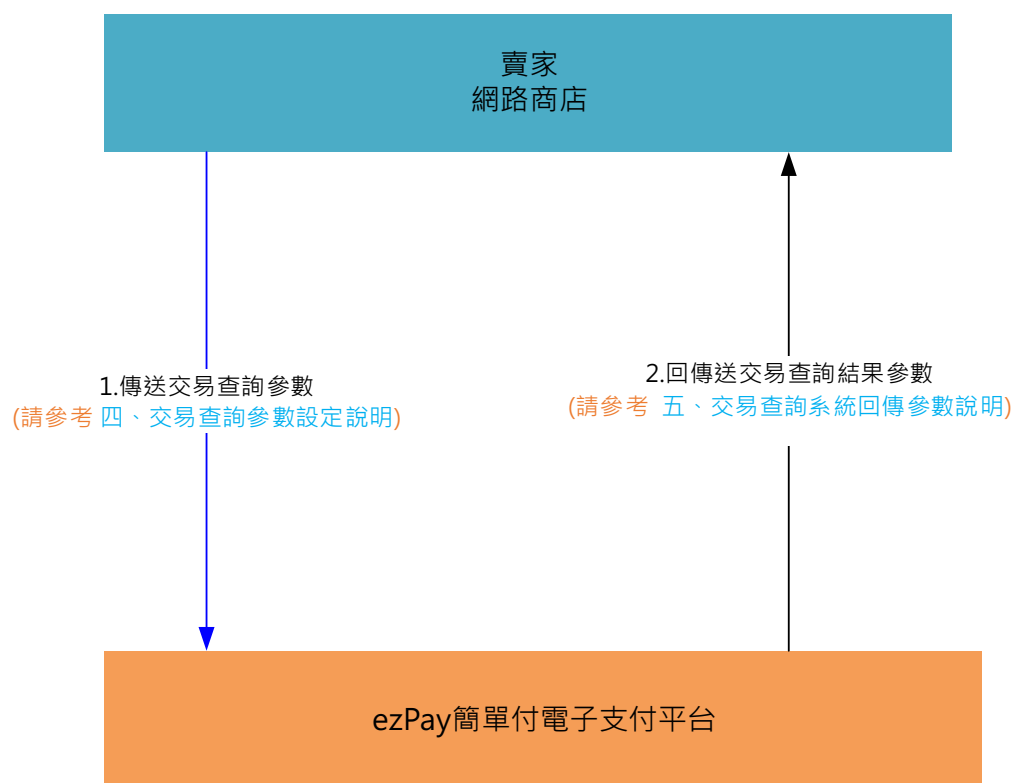 賣家
網路商店
1.傳送交易查詢參數
(請參考 四、交易查詢參數設定說明)
2.回傳送交易查詢結果參數
(請參考 五、交易查詢系統回傳參數說明)
ezPay簡單付電子支付平台